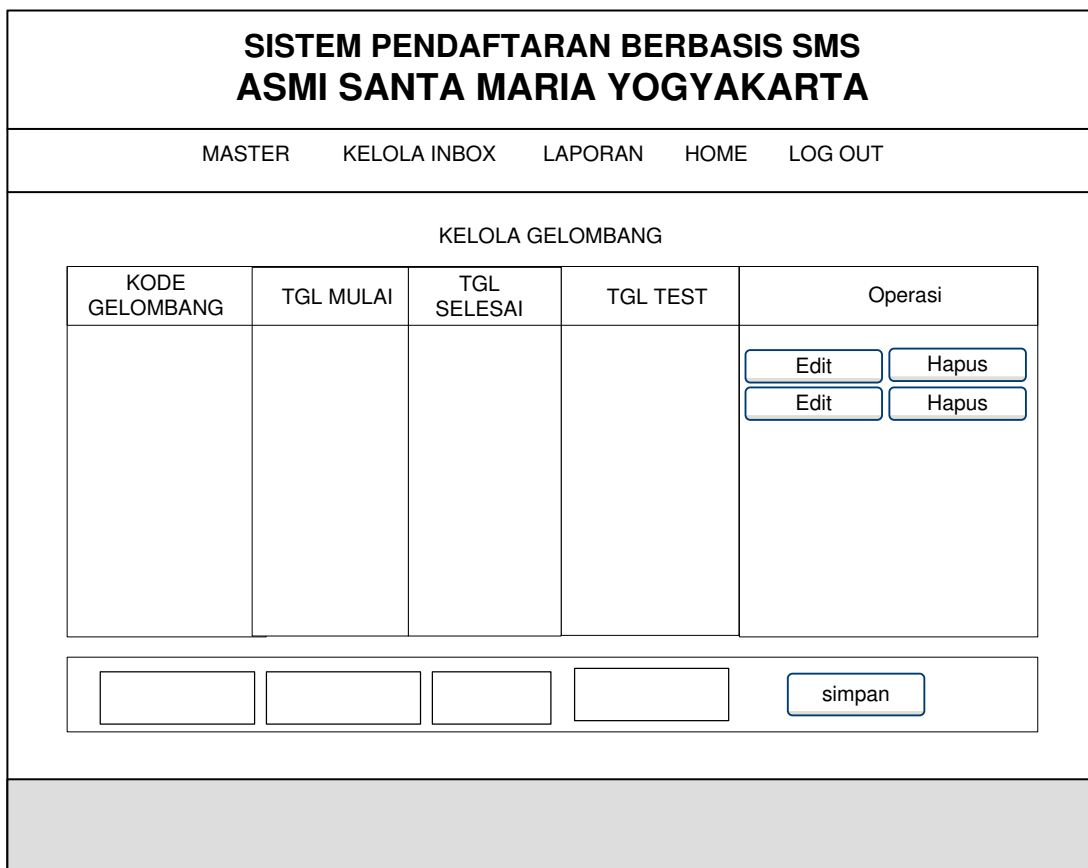 SISTEM PENDAFTARAN BERBASIS SMS
ASMI SANTA MARIA YOGYAKARTA
MASTER KELOLA INBOX LAPORAN HOME LOG OUT
KELOLA GELOMBANG
KODE
GELOMBANG
TGL MULAI
TGL
SELESAI
TGL TEST
Operasi
Edit Hapus
Edit Hapus
simpan